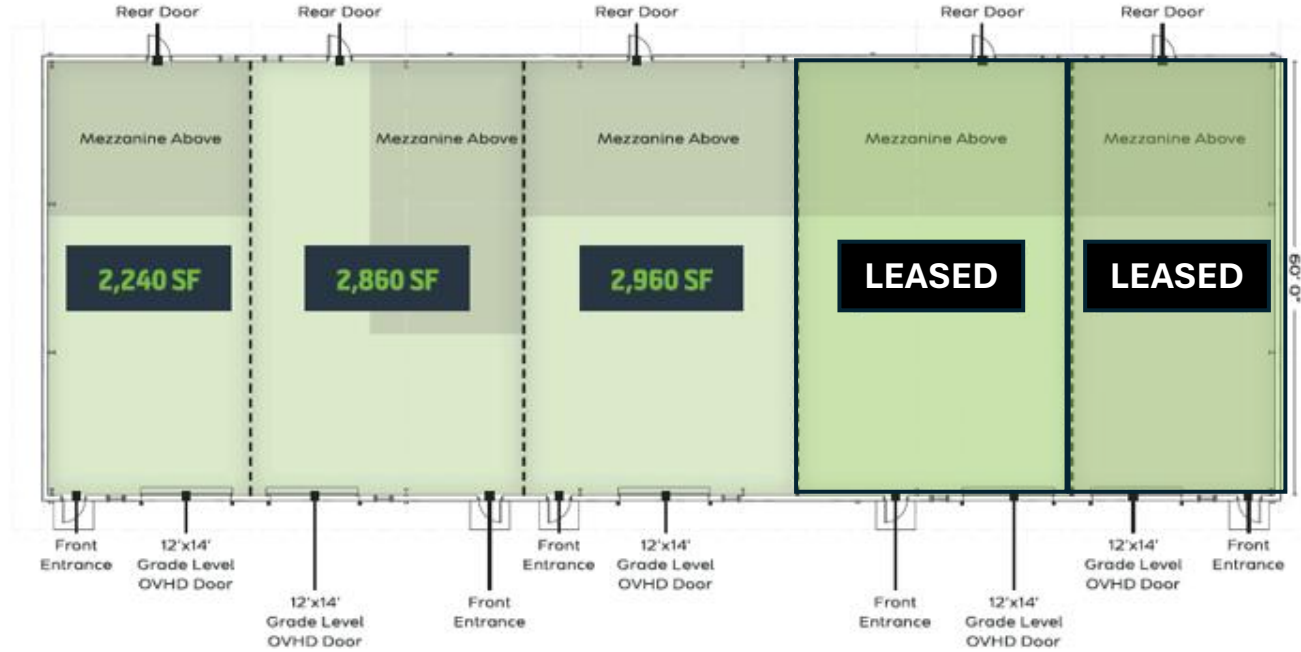 Rear Door
Rear Door
Rear Door
Rear Door
Rear Door
Mezzanine Above
Mezzanine Above
Mezzanine Above
Mezzanine Above
Mezzanine Above
2,240 SF
2,860 SF
2,960 SF
LEASED
LEASED
60' 0"
Front
Entrance
12'x14'
Grade Level
OVHD Door
12'x14'
Grade Level
OVHD Door
Front
Entrance
Front
Entrance
12'x14'
Grade Level
OVHD Door
Front
Entrance
12'x14'
Grade Level
OVHD Door
12'x14'
Grade Level
OVHD Door
Front
Entrance